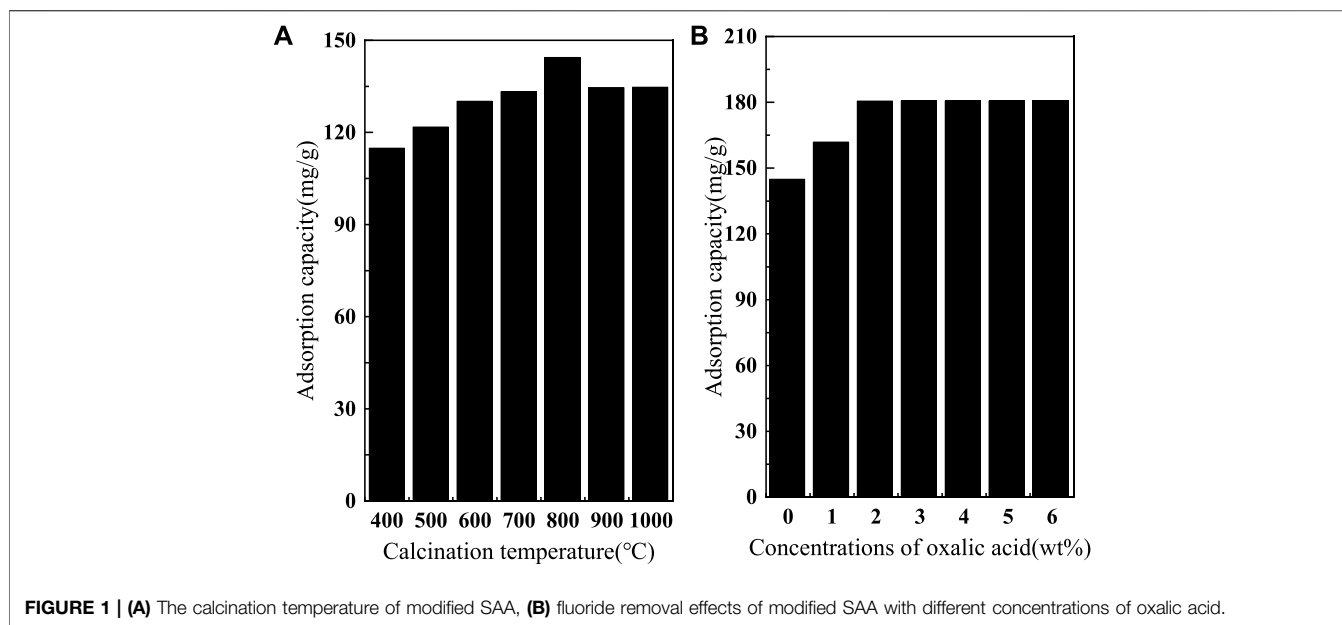 A
Adsorption capacity(mg/g)
150
120
90
60
30
0
400 500 600 700 800 900 1000
Calcination temperature(°C)
B
Adsorption capacity(mg/g)
210
180
150
120
90
60
30
0
0 1 2 3 4 5 6
Concentrations of oxalic acid(wt%)
FIGURE 1 | (A) The calcination temperature of modified SAA, (B) fluoride removal effects of modified SAA with different concentrations of oxalic acid.